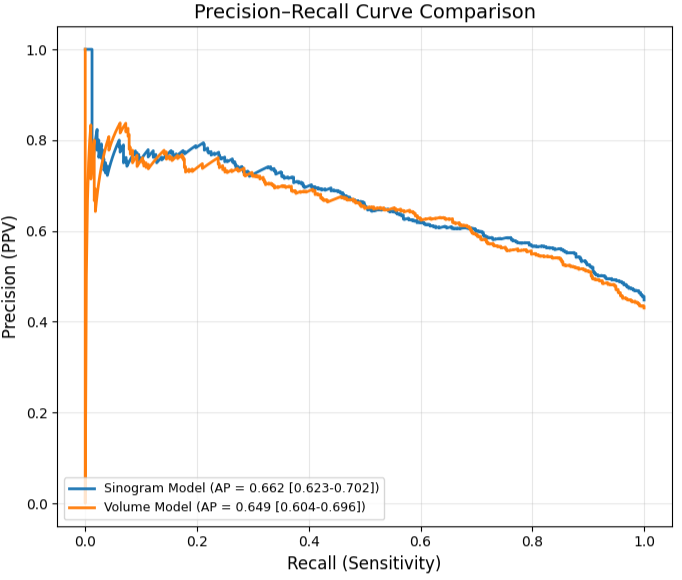 Precision–Recall Curve Comparison
Precision (PPV)
1.0
0.8
0.6
0.4
0.2
0.0
Sinogram Model (AP = 0.662 [0.623-0.702])
Volume Model (AP = 0.649 [0.604-0.696])
0.0 0.2 0.4 0.6 0.8 1.0
Recall (Sensitivity)